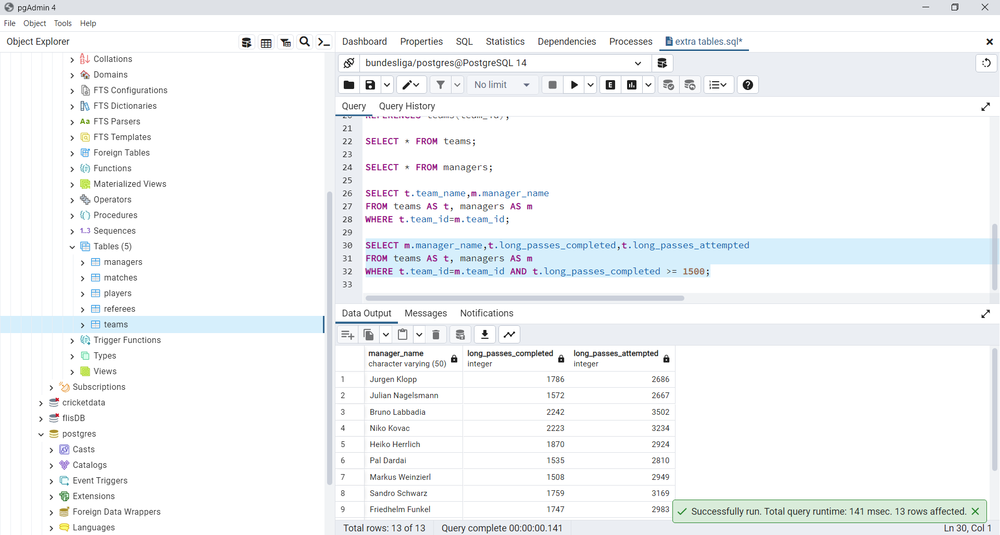 pgAdmin 4
File Object Tools Help
Object Explorer
Dashboard Properties SQL Statistics Dependencies Processes extra tables.sql*
Collations
Domains
FTS Configurations
FTS Dictionaries
Aa FTS Parsers
FTS Templates
Foreign Tables
Functions
Materialized Views
Operators
Procedures
1..3 Sequences
Tables (5)
managers
matches
players
referees
teams
Trigger Functions
Types
Views
Subscriptions
cricketdata
flisDB
postgres
Casts
Catalogs
Event Triggers
Extensions
Foreign Data Wrappers
Languages
bundesliga/postgres@PostgreSQL 14
No limit
Query Query History
20 REFERENCES teams(team_id);
21
22 SELECT * FROM teams;
23
24 SELECT * FROM managers;
25
26 SELECT t.team_name,m.manager_name
27 FROM teams AS t, managers AS m
28 WHERE t.team_id=m.team_id;
29
30 SELECT m.manager_name,t.long_passes_completed,t.long_passes_attempted
31 FROM teams AS t, managers AS m
32 WHERE t.team_id=m.team_id AND t.long_passes_completed >= 1500;
33
Data Output Messages Notifications
manager_name long_passes_completed long_passes_attempted
character varying (50) integer integer
1 Jurgen Klopp 1786 2686
2 Julian Nagelsmann 1572 2667
3 Bruno Labbadia 2242 3502
4 Niko Kovac 2223 3234
5 Heiko Herrlich 1870 2924
6 Pal Dardai 1535 2810
7 Markus Weinzierl 1508 2949
8 Sandro Schwarz 1759 3169
9 Friedhelm Funkel 1747 2983
Successfully run. Total query runtime: 141 msec. 13 rows affected.
Total rows: 13 of 13 Query complete 00:00:00.141 Ln 30, Col 1